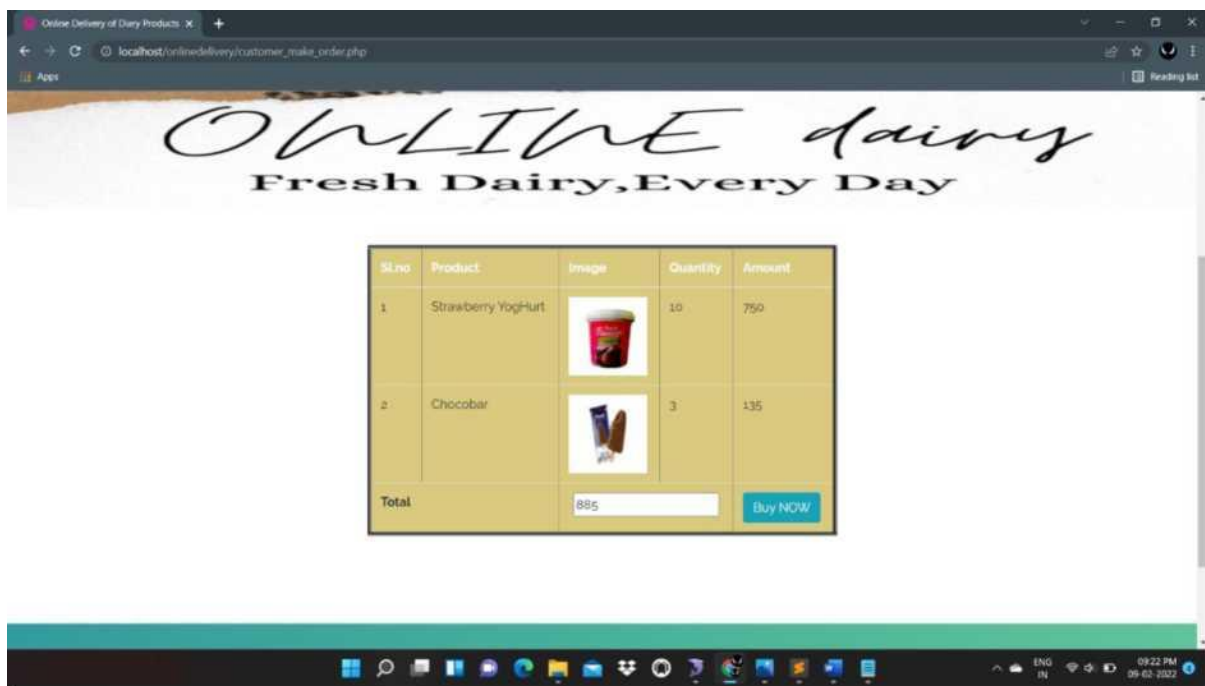 Online Delivery of Diary Products
localhost/onlinedelivery/customer_make_order.php
Apps
Reading list
ONLINE dairy
Fresh Dairy,Every Day
Sl.no Product Image Quantity Amount
1 Strawberry YogHurt 10 750
2 Chocobar 3 135
Total 885 Buy NOW
ENG
IN
09:22 PM
09-02-2022